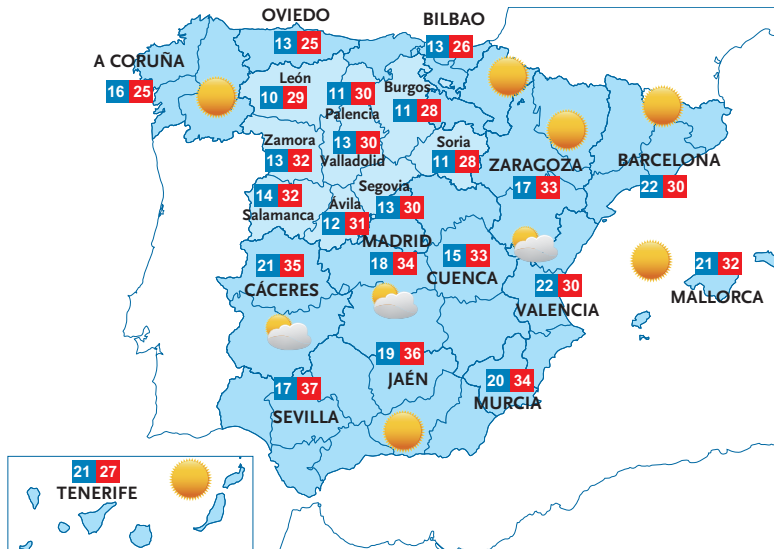 OVIEDO
13 25
BILBAO
13 26
A CORUÑA
16 25
León
10 29
11 30
Palencia
Burgos
11 28
Zamora
13 32
13 30
Valladolid
Soria
11 28
ZARAGOZA
17 33
BARCELONA
22 30
14 32
Salamanca
Ávila
12 31
Segovia
13 30
MADRID
18 34
15 33
CUENCA
21 35
CÁCERES
22 30
VALENCIA
21 32
MALLORCA
19 36
JAÉN
20 34
MURCIA
17 37
SEVILLA
21 27
TENERIFE